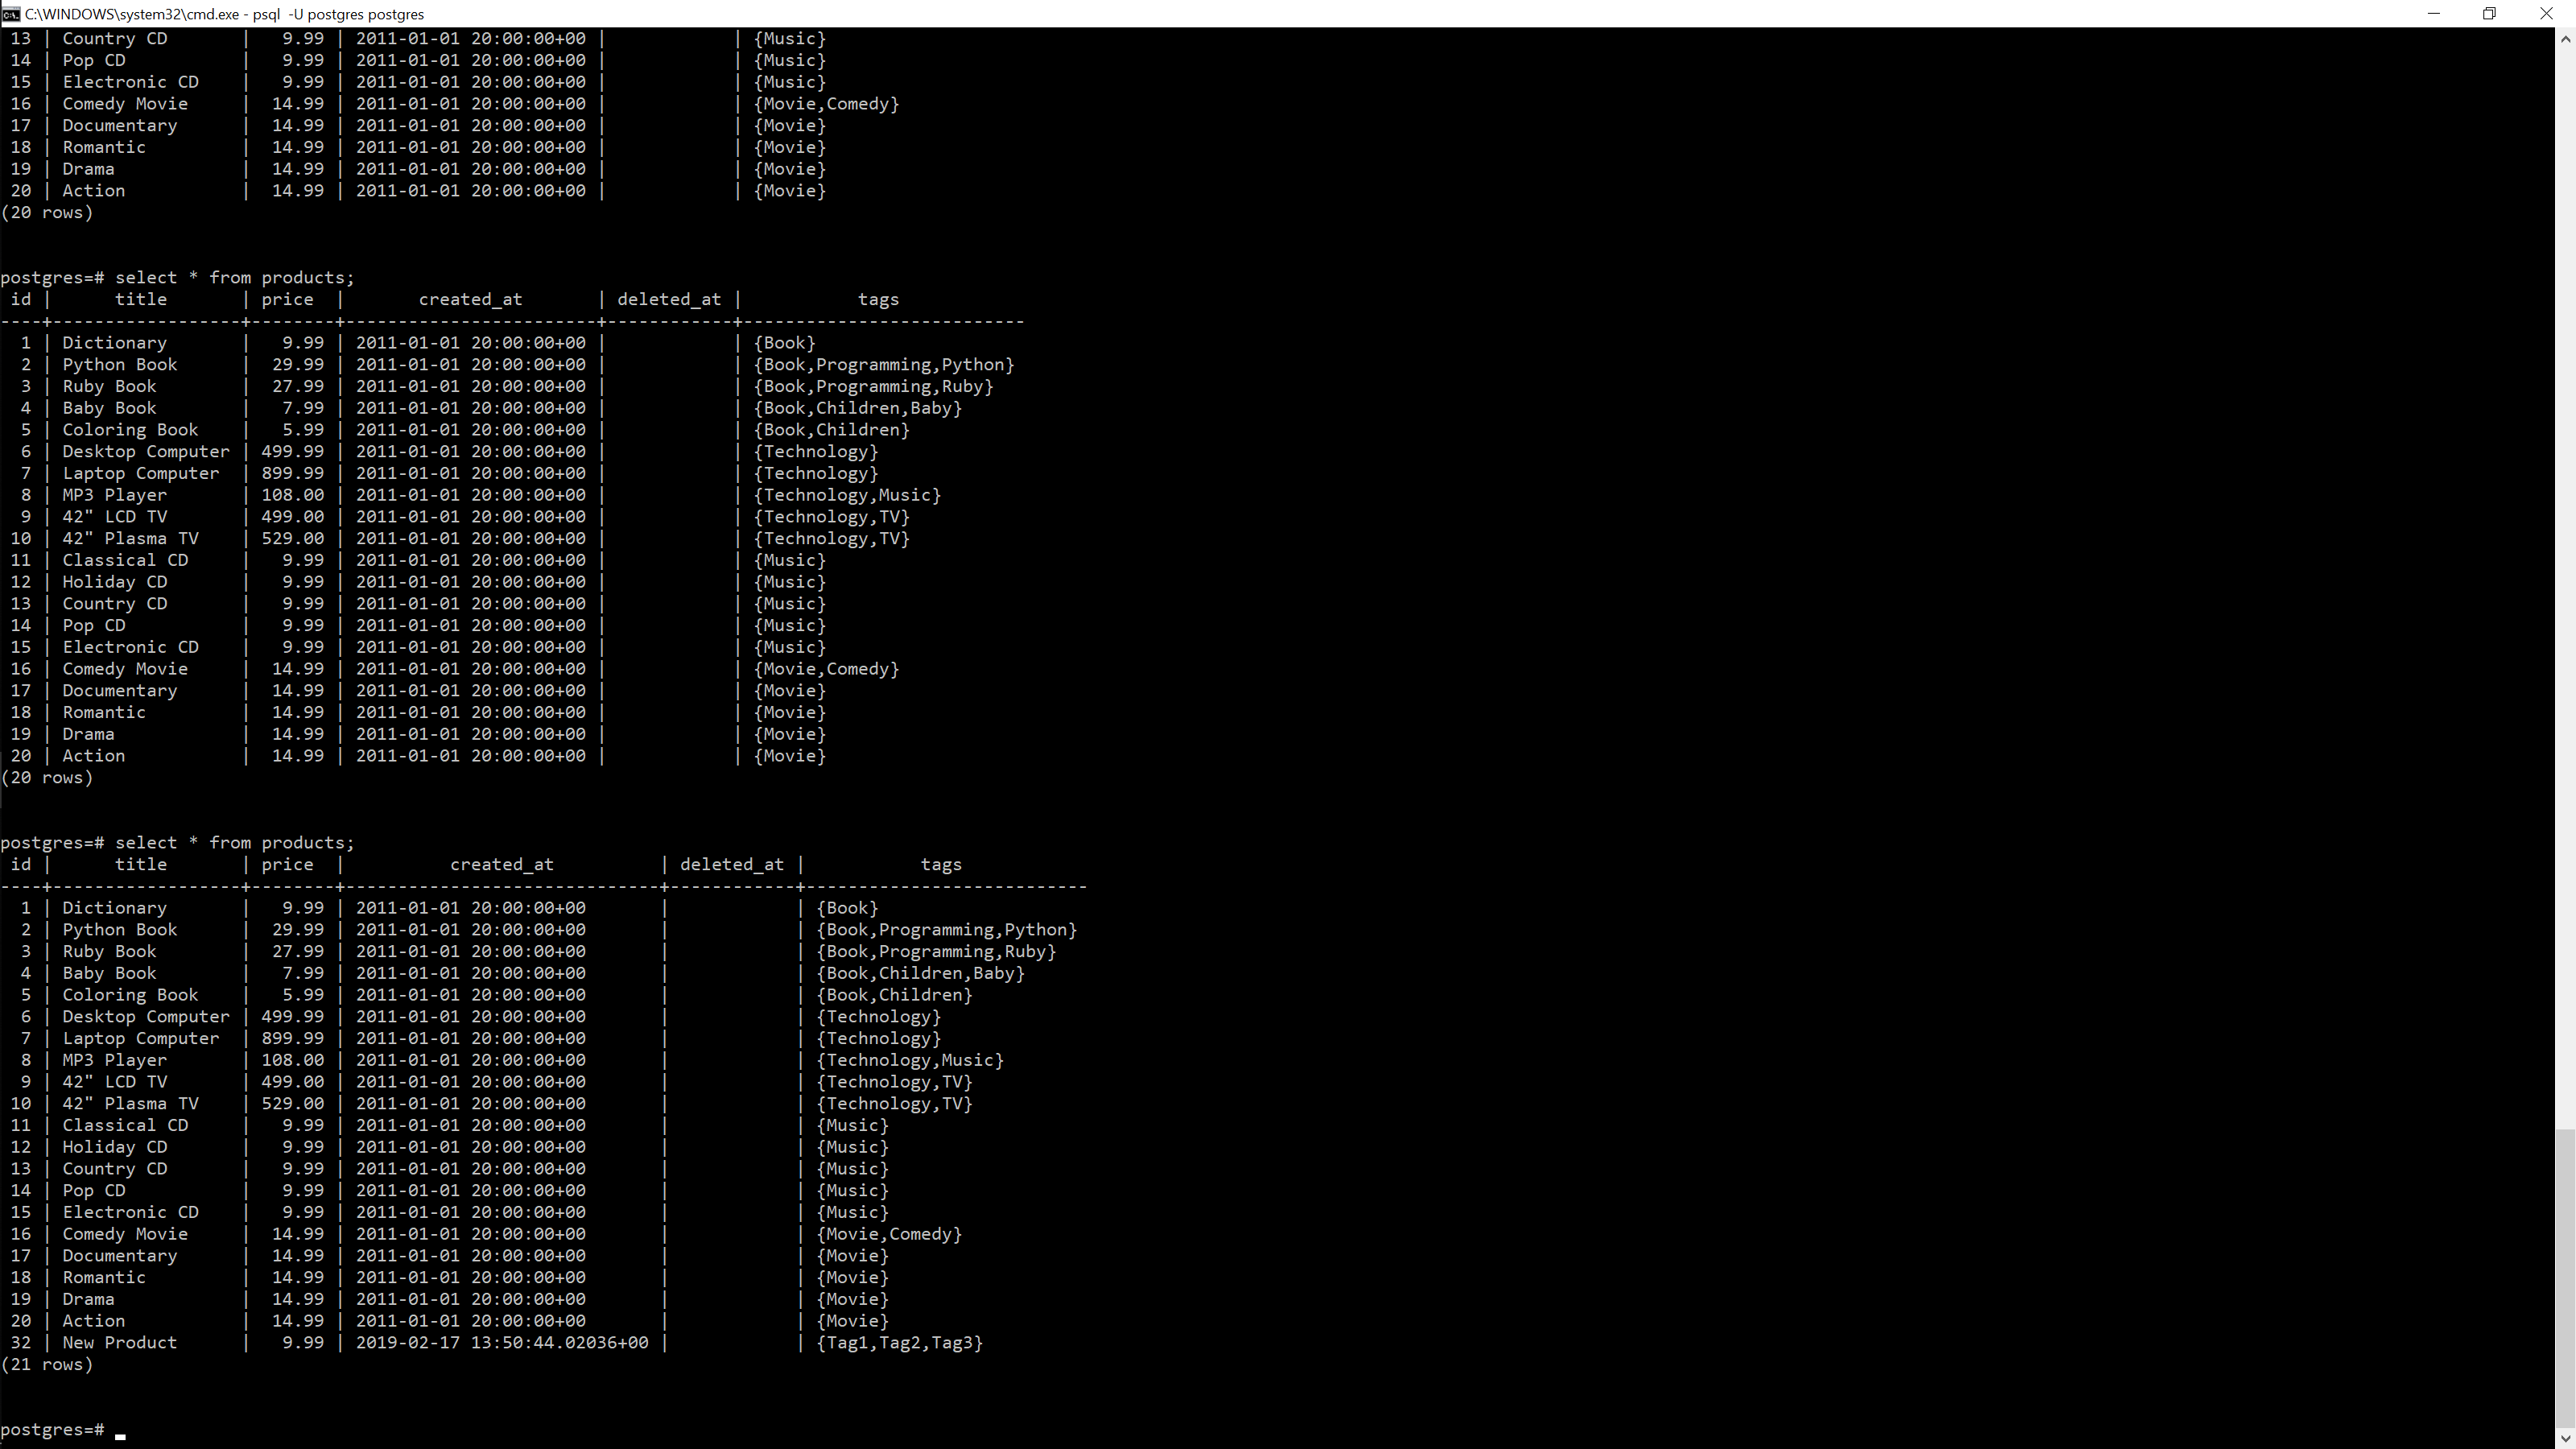 C:\WINDOWS\system32\cmd.exe - psql  -U postgres postgres
 13 | Country CD       |   9.99 | 2011-01-01 20:00:00+00 |            | {Music}
 14 | Pop CD           |   9.99 | 2011-01-01 20:00:00+00 |            | {Music}
 15 | Electronic CD    |   9.99 | 2011-01-01 20:00:00+00 |            | {Music}
 16 | Comedy Movie     |  14.99 | 2011-01-01 20:00:00+00 |            | {Movie,Comedy}
 17 | Documentary      |  14.99 | 2011-01-01 20:00:00+00 |            | {Movie}
 18 | Romantic         |  14.99 | 2011-01-01 20:00:00+00 |            | {Movie}
 19 | Drama            |  14.99 | 2011-01-01 20:00:00+00 |            | {Movie}
 20 | Action           |  14.99 | 2011-01-01 20:00:00+00 |            | {Movie}
(20 rows)
postgres=# select * from products;
 id |      title       | price  |       created_at       | deleted_at |           tags
----+------------------+--------+------------------------+------------+---------------------------
  1 | Dictionary       |   9.99 | 2011-01-01 20:00:00+00 |            | {Book}
  2 | Python Book      |  29.99 | 2011-01-01 20:00:00+00 |            | {Book,Programming,Python}
  3 | Ruby Book        |  27.99 | 2011-01-01 20:00:00+00 |            | {Book,Programming,Ruby}
  4 | Baby Book        |   7.99 | 2011-01-01 20:00:00+00 |            | {Book,Children,Baby}
  5 | Coloring Book    |   5.99 | 2011-01-01 20:00:00+00 |            | {Book,Children}
  6 | Desktop Computer | 499.99 | 2011-01-01 20:00:00+00 |            | {Technology}
  7 | Laptop Computer  | 899.99 | 2011-01-01 20:00:00+00 |            | {Technology}
  8 | MP3 Player       | 108.00 | 2011-01-01 20:00:00+00 |            | {Technology,Music}
  9 | 42" LCD TV       | 499.00 | 2011-01-01 20:00:00+00 |            | {Technology,TV}
 10 | 42" Plasma TV    | 529.00 | 2011-01-01 20:00:00+00 |            | {Technology,TV}
 11 | Classical CD     |   9.99 | 2011-01-01 20:00:00+00 |            | {Music}
 12 | Holiday CD       |   9.99 | 2011-01-01 20:00:00+00 |            | {Music}
 13 | Country CD       |   9.99 | 2011-01-01 20:00:00+00 |            | {Music}
 14 | Pop CD           |   9.99 | 2011-01-01 20:00:00+00 |            | {Music}
 15 | Electronic CD    |   9.99 | 2011-01-01 20:00:00+00 |            | {Music}
 16 | Comedy Movie     |  14.99 | 2011-01-01 20:00:00+00 |            | {Movie,Comedy}
 17 | Documentary      |  14.99 | 2011-01-01 20:00:00+00 |            | {Movie}
 18 | Romantic         |  14.99 | 2011-01-01 20:00:00+00 |            | {Movie}
 19 | Drama            |  14.99 | 2011-01-01 20:00:00+00 |            | {Movie}
 20 | Action           |  14.99 | 2011-01-01 20:00:00+00 |            | {Movie}
(20 rows)
postgres=# select * from products;
 id |      title       | price  |          created_at          | deleted_at |           tags
----+------------------+--------+------------------------------+------------+---------------------------
  1 | Dictionary       |   9.99 | 2011-01-01 20:00:00+00       |            | {Book}
  2 | Python Book      |  29.99 | 2011-01-01 20:00:00+00       |            | {Book,Programming,Python}
  3 | Ruby Book        |  27.99 | 2011-01-01 20:00:00+00       |            | {Book,Programming,Ruby}
  4 | Baby Book        |   7.99 | 2011-01-01 20:00:00+00       |            | {Book,Children,Baby}
  5 | Coloring Book    |   5.99 | 2011-01-01 20:00:00+00       |            | {Book,Children}
  6 | Desktop Computer | 499.99 | 2011-01-01 20:00:00+00       |            | {Technology}
  7 | Laptop Computer  | 899.99 | 2011-01-01 20:00:00+00       |            | {Technology}
  8 | MP3 Player       | 108.00 | 2011-01-01 20:00:00+00       |            | {Technology,Music}
  9 | 42" LCD TV       | 499.00 | 2011-01-01 20:00:00+00       |            | {Technology,TV}
 10 | 42" Plasma TV    | 529.00 | 2011-01-01 20:00:00+00       |            | {Technology,TV}
 11 | Classical CD     |   9.99 | 2011-01-01 20:00:00+00       |            | {Music}
 12 | Holiday CD       |   9.99 | 2011-01-01 20:00:00+00       |            | {Music}
 13 | Country CD       |   9.99 | 2011-01-01 20:00:00+00       |            | {Music}
 14 | Pop CD           |   9.99 | 2011-01-01 20:00:00+00       |            | {Music}
 15 | Electronic CD    |   9.99 | 2011-01-01 20:00:00+00       |            | {Music}
 16 | Comedy Movie     |  14.99 | 2011-01-01 20:00:00+00       |            | {Movie,Comedy}
 17 | Documentary      |  14.99 | 2011-01-01 20:00:00+00       |            | {Movie}
 18 | Romantic         |  14.99 | 2011-01-01 20:00:00+00       |            | {Movie}
 19 | Drama            |  14.99 | 2011-01-01 20:00:00+00       |            | {Movie}
 20 | Action           |  14.99 | 2011-01-01 20:00:00+00       |            | {Movie}
 32 | New Product      |   9.99 | 2019-02-17 13:50:44.02036+00 |            | {Tag1,Tag2,Tag3}
(21 rows)
postgres=#